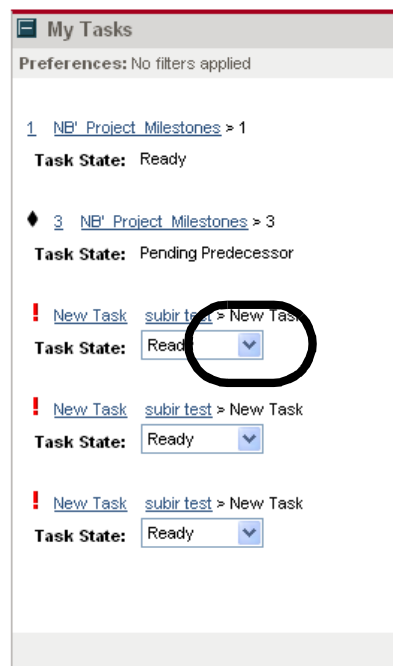 My Tasks
Preferences: No filters applied
1 NB' Project Milestones > 1
Task State: Ready
3 NB' Project Milestones > 3
Task State: Pending Predecessor
! New Task subir test > New Task
Task State: Ready
! New Task subir test > New Task
Task State: Ready
! New Task subir test > New Task
Task State: Ready